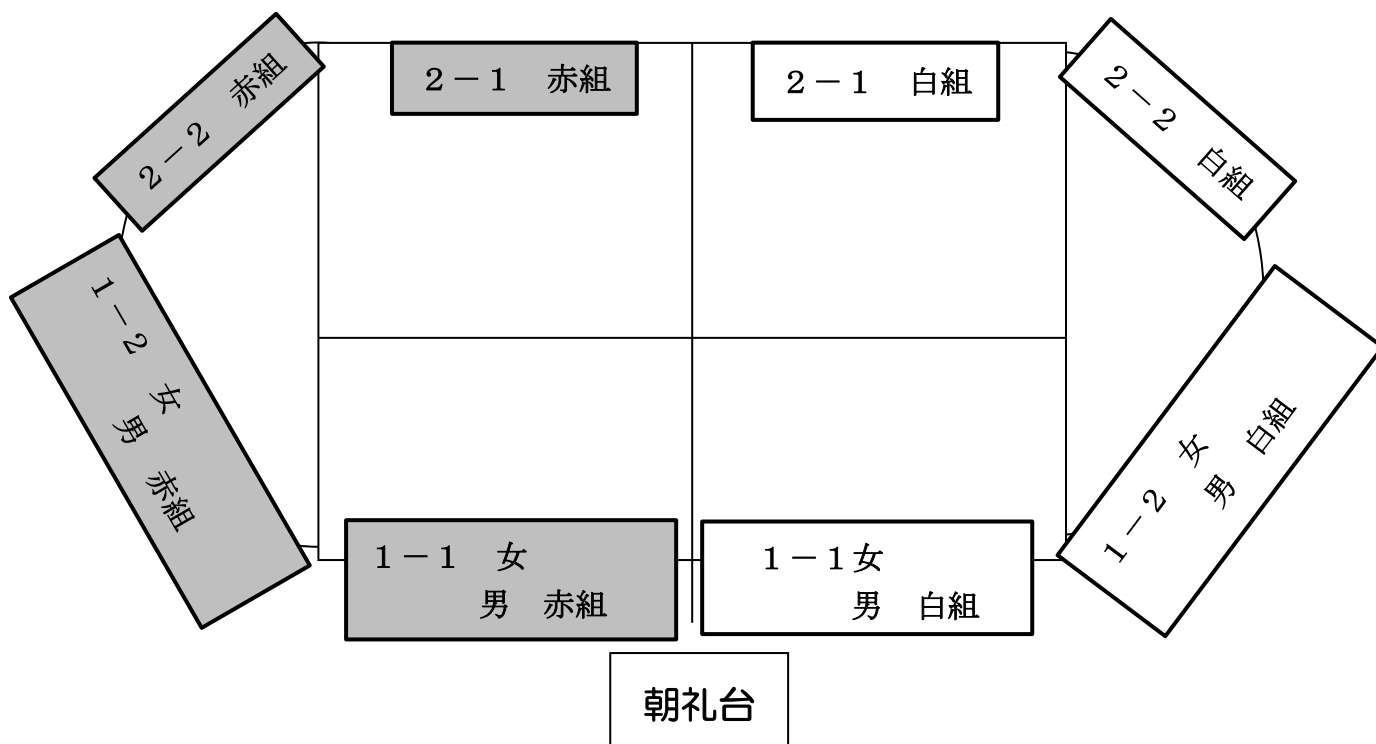 2－2　赤組
2－1　赤組
2－1　白組
2－2　白組
1－2　女
男　赤組
1－1　女
男　赤組
1－1女
男　白組
1－2　女
男　白組
朝礼台